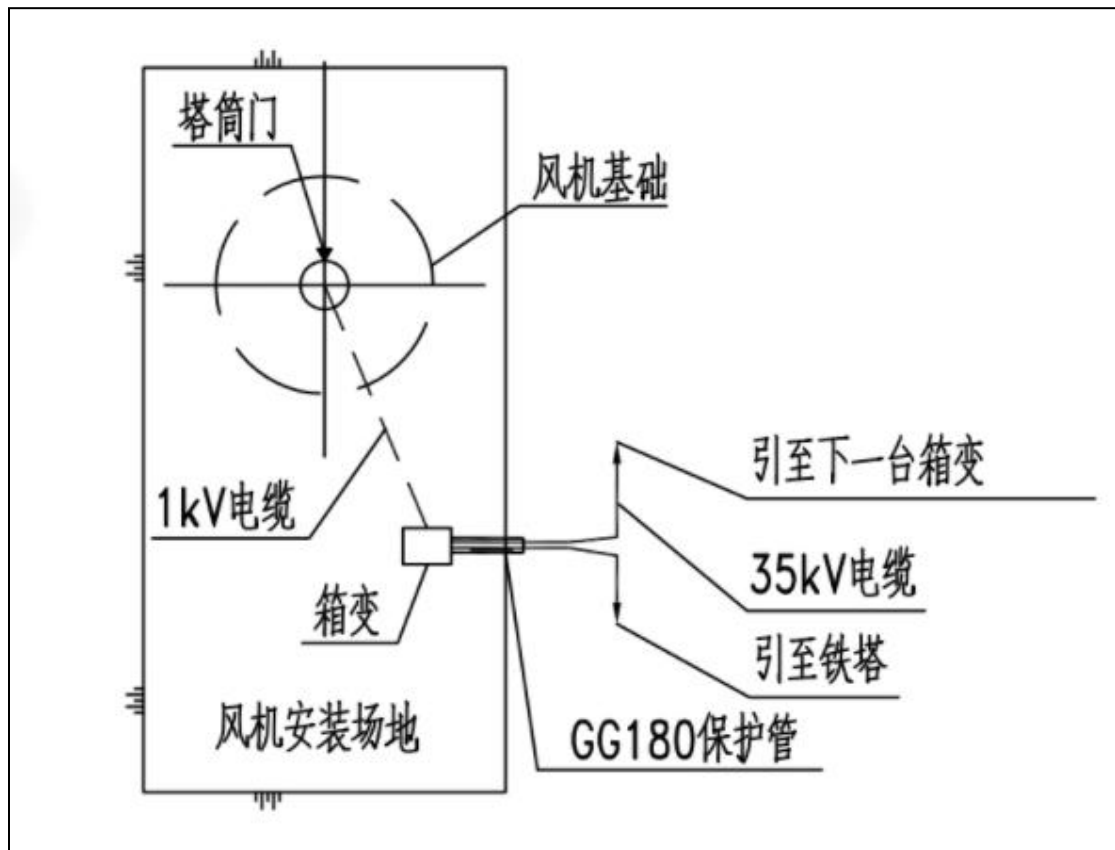 塔筒门
风机基础
引至下一台箱变
1kV电缆
35kV电缆
箱变
引至铁塔
风机安装场地
GG180保护管